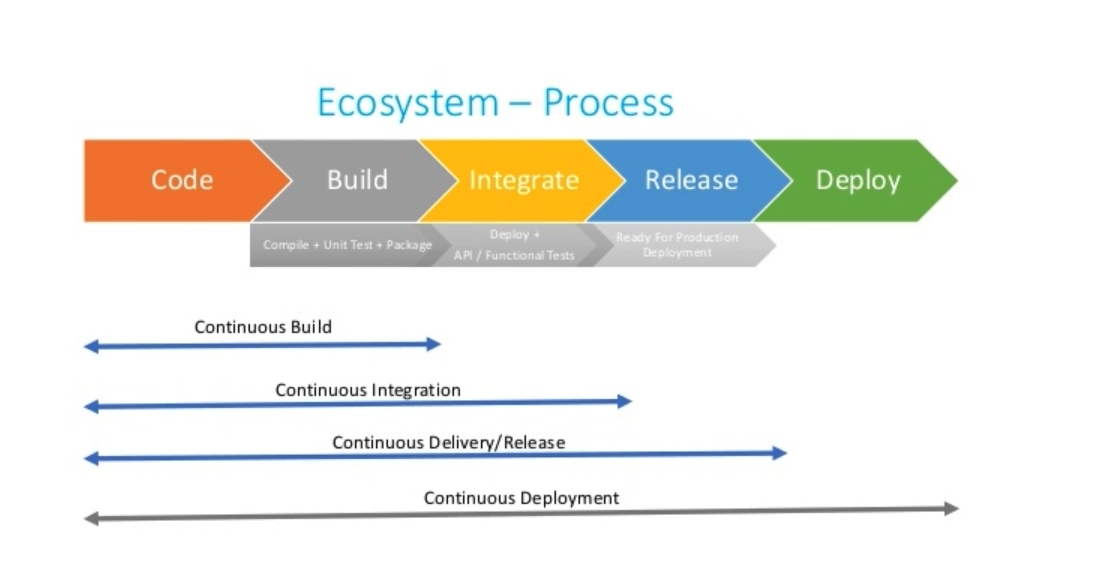 Ecosystem – Process
Code
Build
Integrate
Release
Deploy
Compile + Unit Test + Package
Deploy +
API / Functional Tests
Ready For Production
Deployment
Continuous Build
Continuous Integration
Continuous Delivery/Release
Continuous Deployment